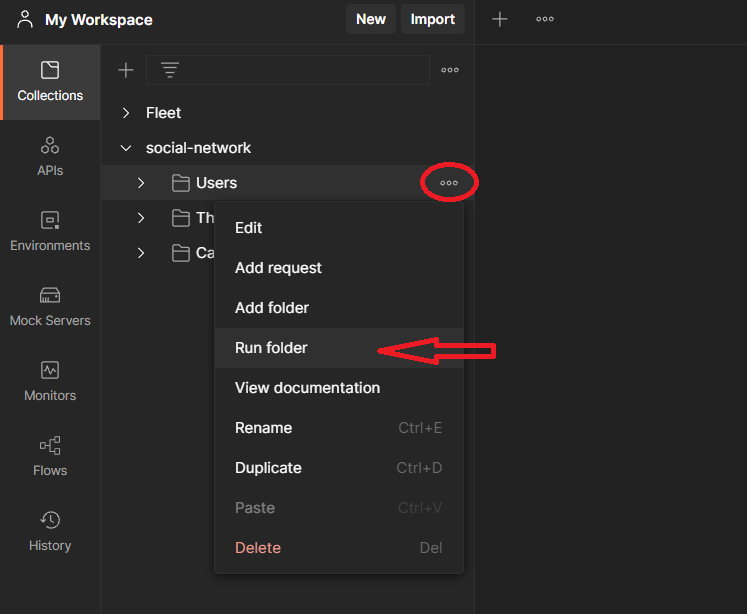 My Workspace
New
Import
Collections
APIs
Environments
Mock Servers
Monitors
Flows
History
Fleet
social-network
Users
Th
Ca
Edit
Add request
Add folder
Run folder
View documentation
Rename Ctrl+E
Duplicate Ctrl+D
Paste Ctrl+V
Delete Del